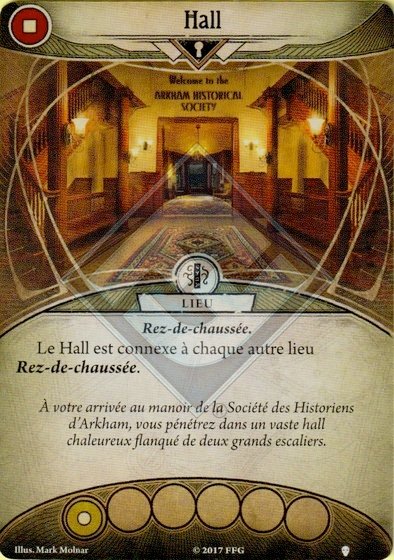 Hall
Welcome to the
ARKHAM HISTORICAL
SOCIETY
LIEU
Rez-de-chaussée.
Le Hall est connexe à chaque autre lieu
Rez-de-chaussée.
À votre arrivée au manoir de la Société des Historiens
d'Arkham, vous pénétrez dans un vaste hall
chaleureux flanqué de deux grands escaliers.
Illus. Mark Molnar
© 2017 FFG